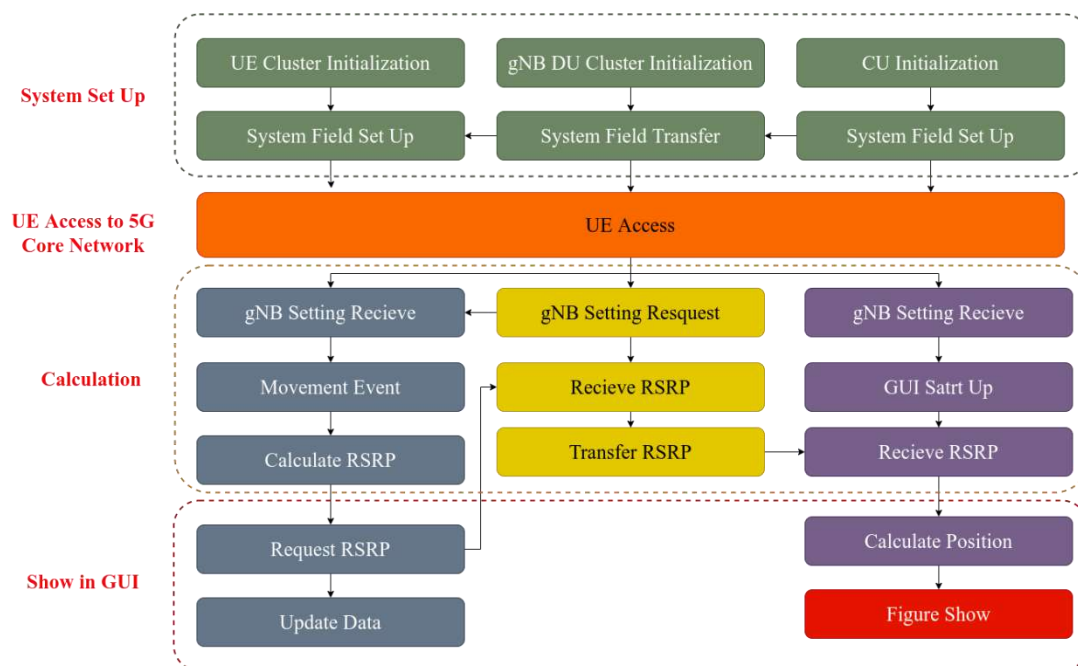 System Set Up
UE Cluster Initialization
gNB DU Cluster Initialization
CU Initialization
System Field Set Up
System Field Transfer
System Field Set Up
UE Access to 5G
Core Network
UE Access
Calculation
gNB Setting Recieve
gNB Setting Resquest
gNB Setting Recieve
Movement Event
Recieve RSRP
GUI Satrt Up
Calculate RSRP
Transfer RSRP
Recieve RSRP
Show in GUI
Request RSRP
Calculate Position
Update Data
Figure Show